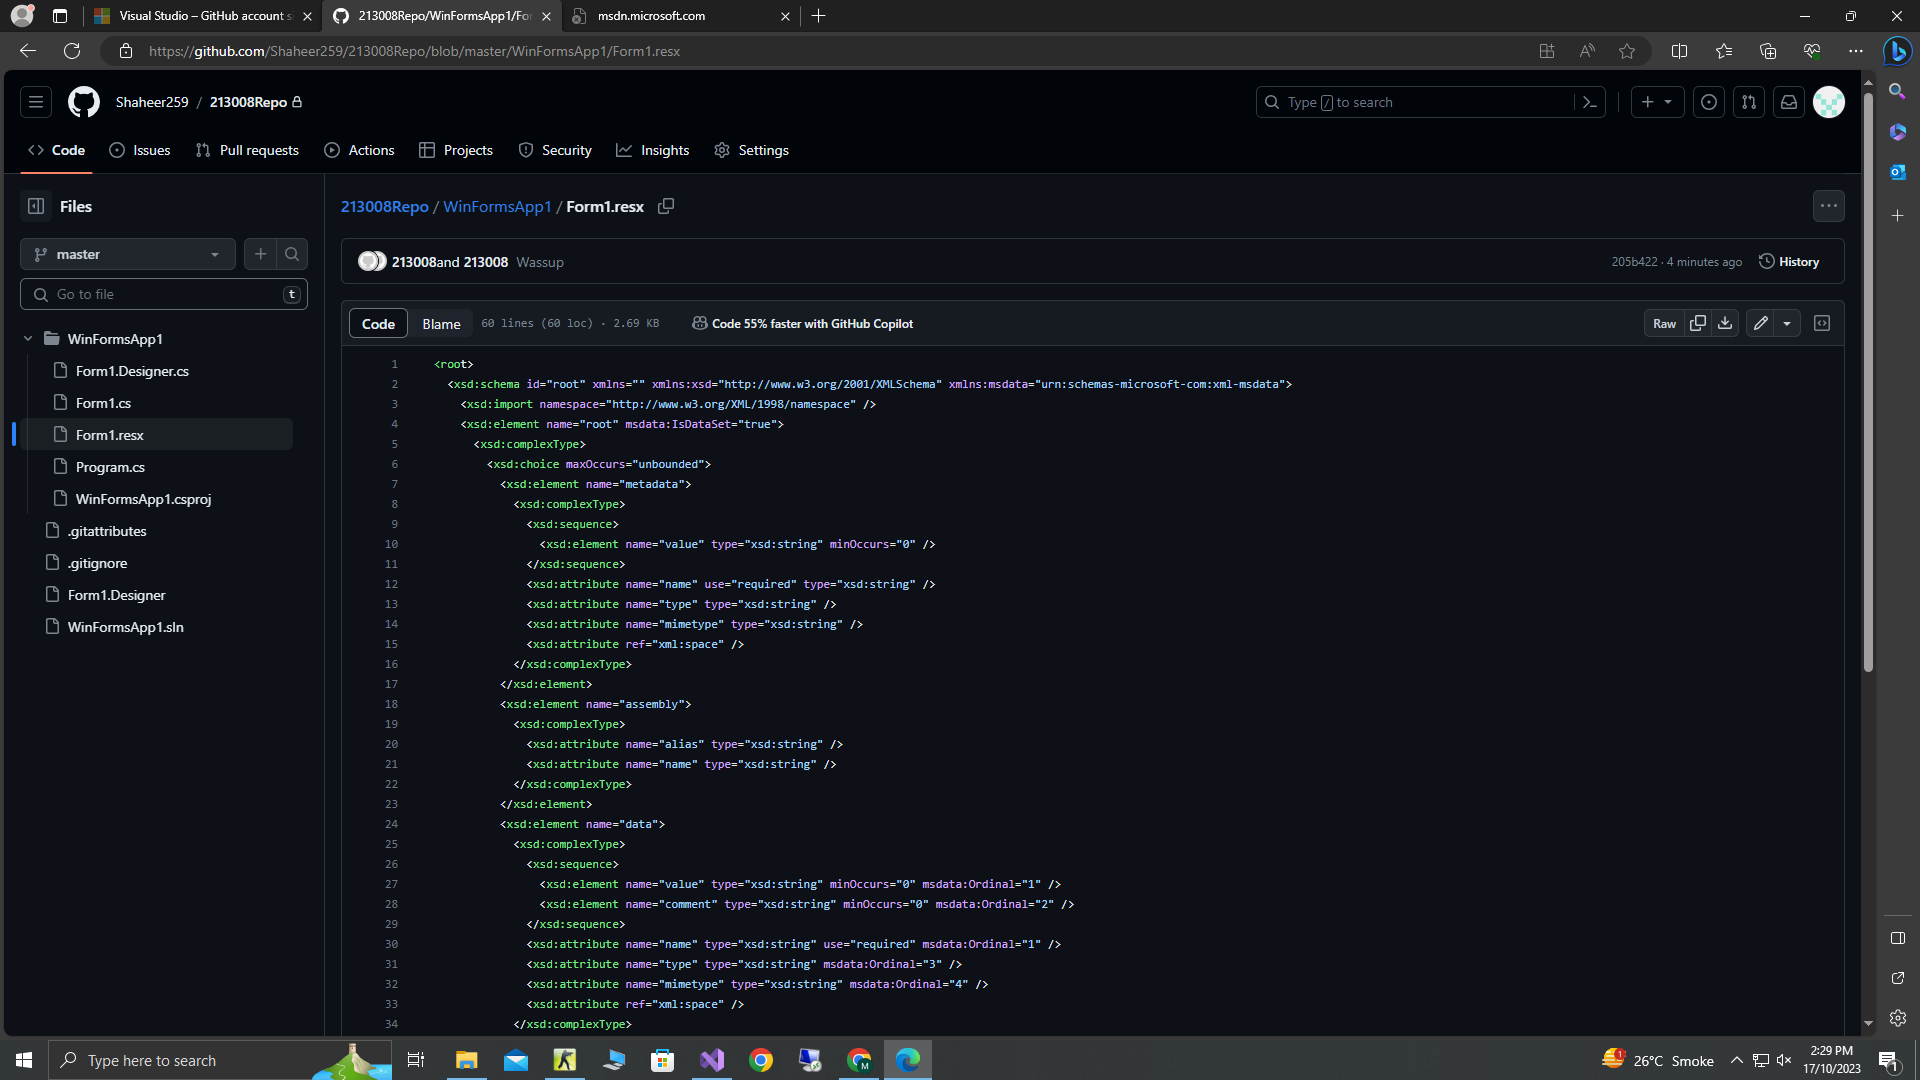 Visual Studio – GitHub account s
213008Repo/WinFormsApp1/For
msdn.microsoft.com
https://github.com/Shaheer259/213008Repo/blob/master/WinFormsApp1/Form1.resx
Shaheer259 / 213008Repo
Type / to search
Code
Issues
Pull requests
Actions
Projects
Security
Insights
Settings
Files
213008Repo / WinFormsApp1 / Form1.resx
master
213008and 213008 Wassup
205b422 · 4 minutes ago
History
Go to file
t
Code
Blame
60 lines (60 loc) · 2.69 KB
Code 55% faster with GitHub Copilot
Raw
WinFormsApp1
Form1.Designer.cs
Form1.cs
Form1.resx
Program.cs
WinFormsApp1.csproj
.gitattributes
.gitignore
Form1.Designer
WinFormsApp1.sln
1 <root>
2 <xsd:schema id="root" xmlns="" xmlns:xsd="http://www.w3.org/2001/XMLSchema" xmlns:msdata="urn:schemas-microsoft-com:xml-msdata">
3 <xsd:import namespace="http://www.w3.org/XML/1998/namespace" />
4 <xsd:element name="root" msdata:IsDataSet="true">
5 <xsd:complexType>
6 <xsd:choice maxOccurs="unbounded">
7 <xsd:element name="metadata">
8 <xsd:complexType>
9 <xsd:sequence>
10 <xsd:element name="value" type="xsd:string" minOccurs="0" />
11 </xsd:sequence>
12 <xsd:attribute name="name" use="required" type="xsd:string" />
13 <xsd:attribute name="type" type="xsd:string" />
14 <xsd:attribute name="mimetype" type="xsd:string" />
15 <xsd:attribute ref="xml:space" />
16 </xsd:complexType>
17 </xsd:element>
18 <xsd:element name="assembly">
19 <xsd:complexType>
20 <xsd:attribute name="alias" type="xsd:string" />
21 <xsd:attribute name="name" type="xsd:string" />
22 </xsd:complexType>
23 </xsd:element>
24 <xsd:element name="data">
25 <xsd:complexType>
26 <xsd:sequence>
27 <xsd:element name="value" type="xsd:string" minOccurs="0" msdata:Ordinal="1" />
28 <xsd:element name="comment" type="xsd:string" minOccurs="0" msdata:Ordinal="2" />
29 </xsd:sequence>
30 <xsd:attribute name="name" type="xsd:string" use="required" msdata:Ordinal="1" />
31 <xsd:attribute name="type" type="xsd:string" msdata:Ordinal="3" />
32 <xsd:attribute name="mimetype" type="xsd:string" msdata:Ordinal="4" />
33 <xsd:attribute ref="xml:space" />
34 </xsd:complexType>
Type here to search
26°C Smoke
2:29 PM
17/10/2023